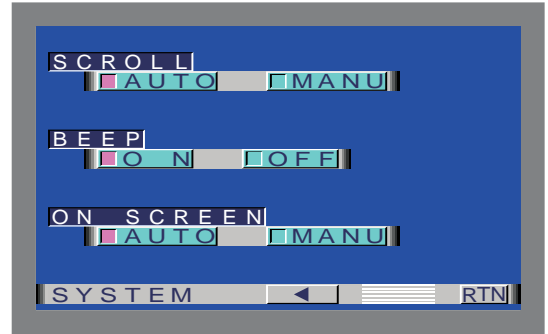 SCROLL
AUTO MANU
BEEP
ON OFF
ON SCREEN
AUTO MANU
SYSTEM ◀ RTN